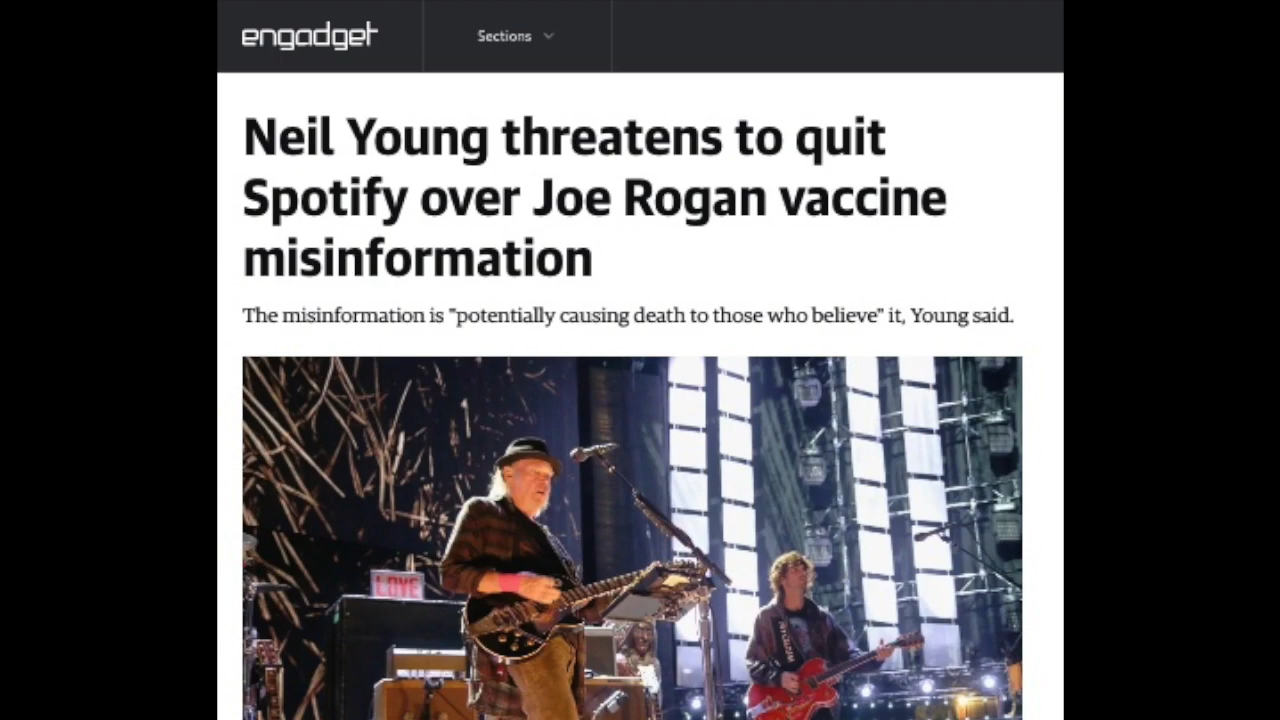 engadget
Sections
Neil Young threatens to quit
Spotify over Joe Rogan vaccine
misinformation
The misinformation is "potentially causing death to those who believe" it, Young said.
LOVE